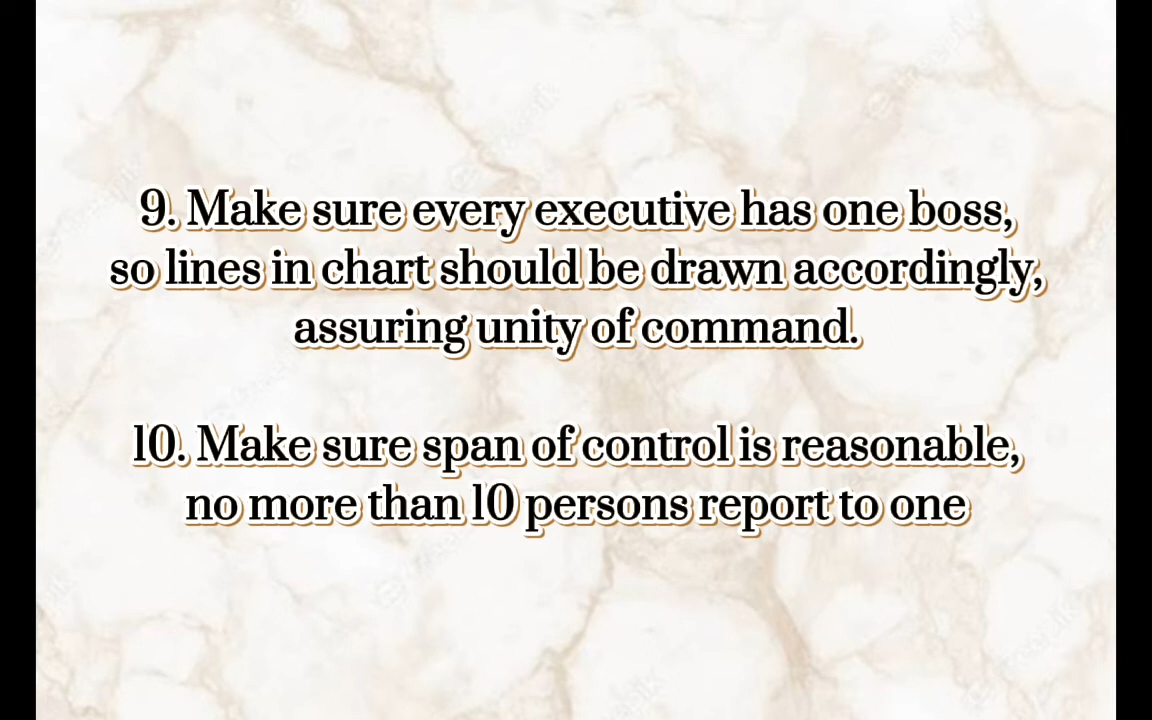 9. Make sure every executive has one boss,
so lines in chart should be drawn accordingly,
assuring unity of command.
10. Make sure span of control is reasonable,
no more than 10 persons report to one